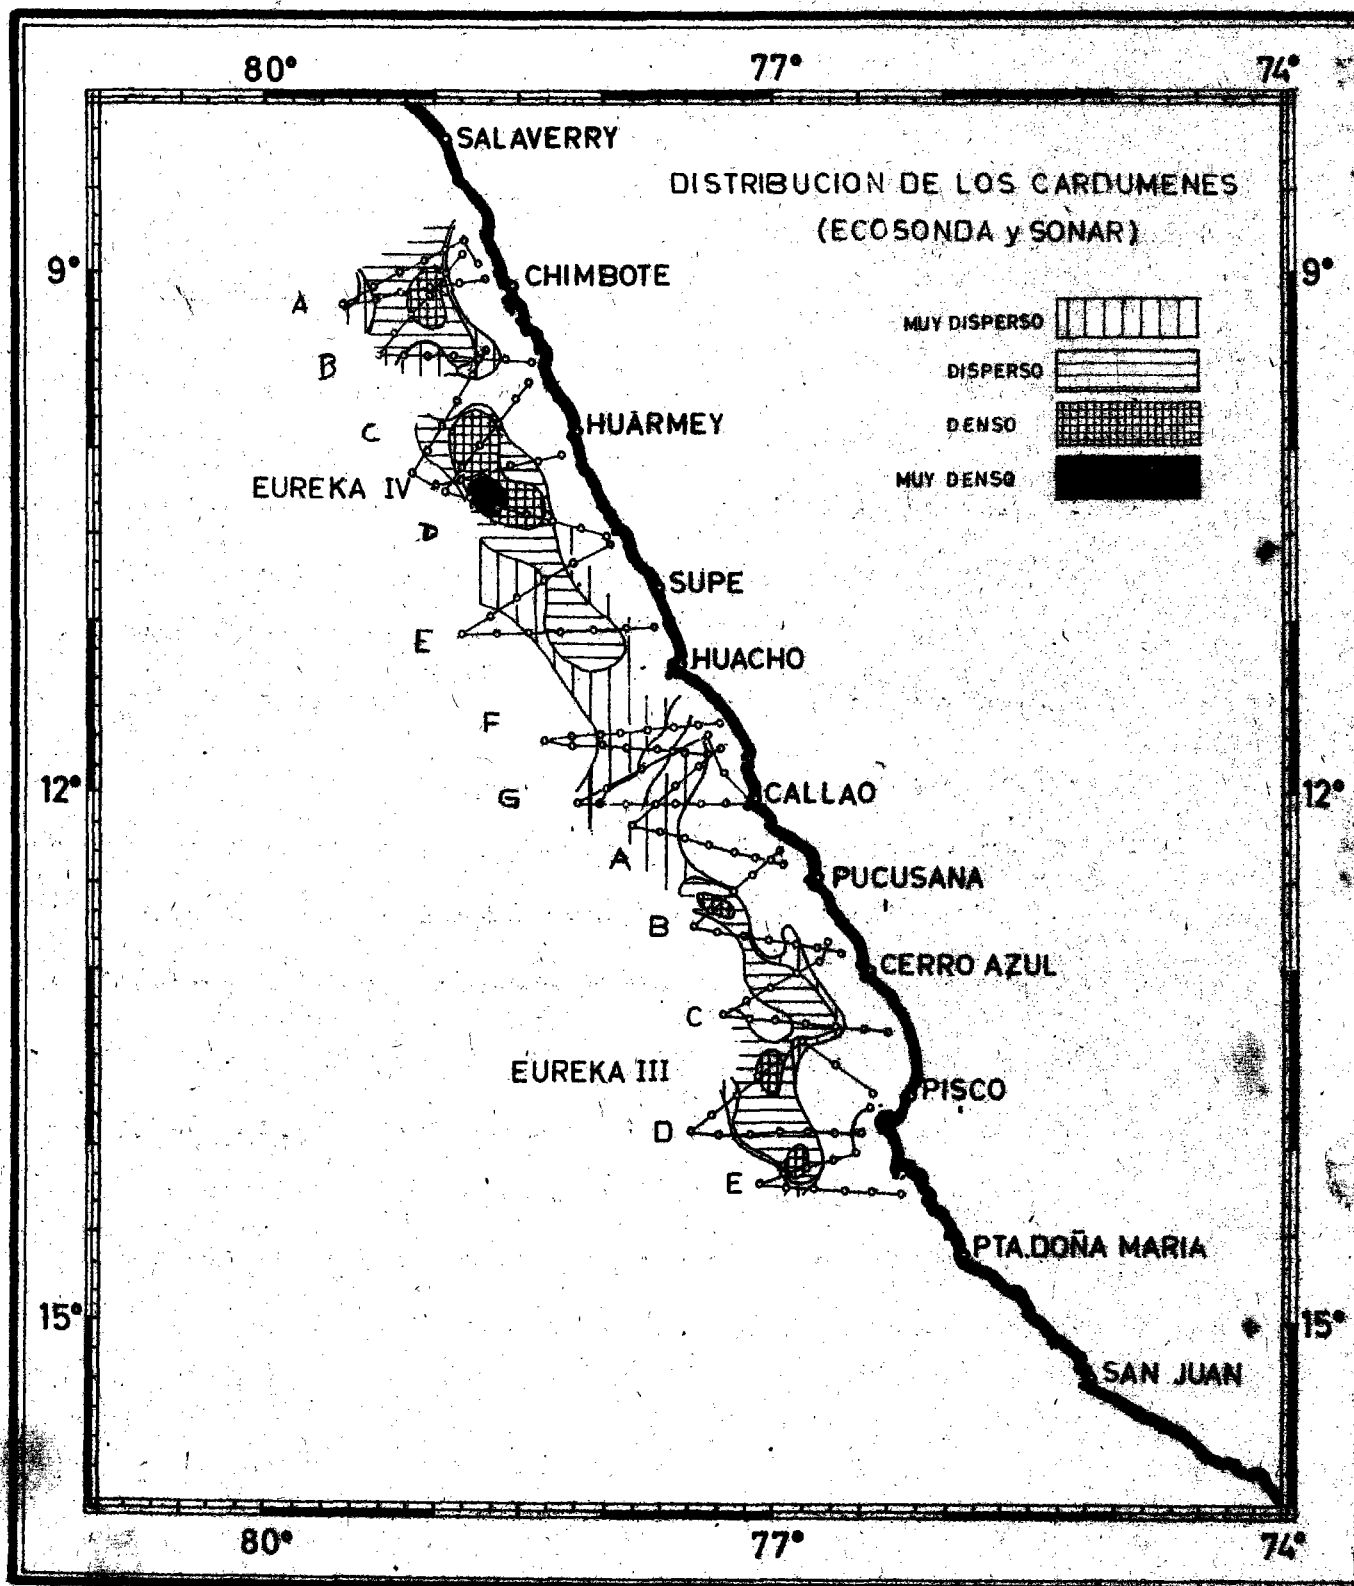 80° 77° 74°
SALAVERRY
DISTRIBUCION DE LOS CARDUMENES
(ECOSONDA y SONAR)
9° CHIMBOTE 9°
A
MUY DISPERSO
B
DISPERSO
C HUARMEY DENSO
EUREKA IV MUY DENSO
D
SUPE
E
HUACHO
F
12° G CALLAO 12°
A
PUCUSANA
B
CERRO AZUL
C
EUREKA III
PISCO
D
E
PTA.DOÑA MARIA
15° 15°
SAN JUAN
80° 77° 74°